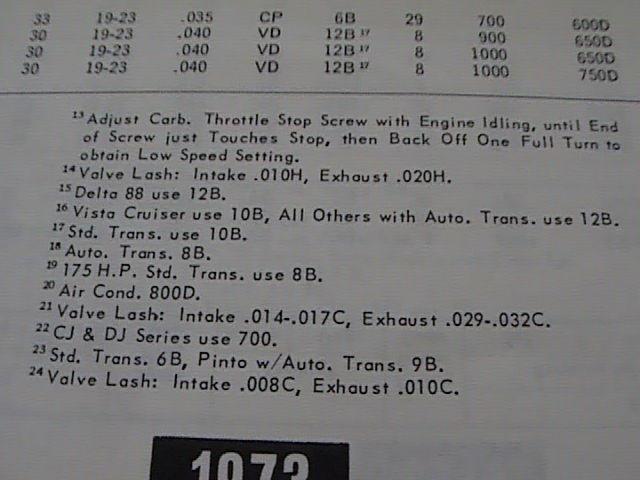 33 19-23 .035 CP 6B 29 700 600D
30 19-23 .040 VD 12B 17 8 900 650D
30 19-23 .040 VD 12B 17 8 1000 650D
30 19-23 .040 VD 12B 17 8 1000 750D
13 Adjust Carb. Throttle Stop Screw with Engine Idling, until End
of Screw just Touches Stop, then Back Off One Full Turn to
obtain Low Speed Setting.
14 Valve Lash: Intake .010H, Exhaust .020H.
15 Delta 88 use 12B.
16 Vista Cruiser use 10B, All Others with Auto. Trans. use 12B.
17 Std. Trans. use 10B.
18 Auto. Trans. 8B.
19 175 H.P. Std. Trans. use 8B.
20 Air Cond. 800D.
21 Valve Lash: Intake .014-.017C, Exhaust .029-.032C.
22 CJ & DJ Series use 700.
23 Std. Trans. 6B, Pinto w/Auto. Trans. 9B.
24 Valve Lash: Intake .008C, Exhaust .010C.
1973